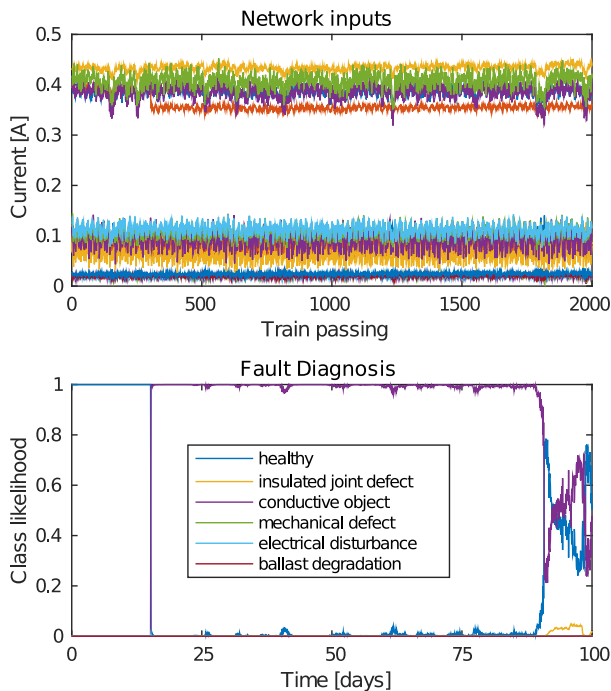 Network inputs
0.5
0.4
0.3
0.2
0.1
0
Current [A]
0
500
1000
1500
2000
Train passing
Fault Diagnosis
1
0.8
0.6
0.4
0.2
0
Class likelihood
healthy
insulated joint defect
conductive object
mechanical defect
electrical disturbance
ballast degradation
0
25
50
75
100
Time [days]